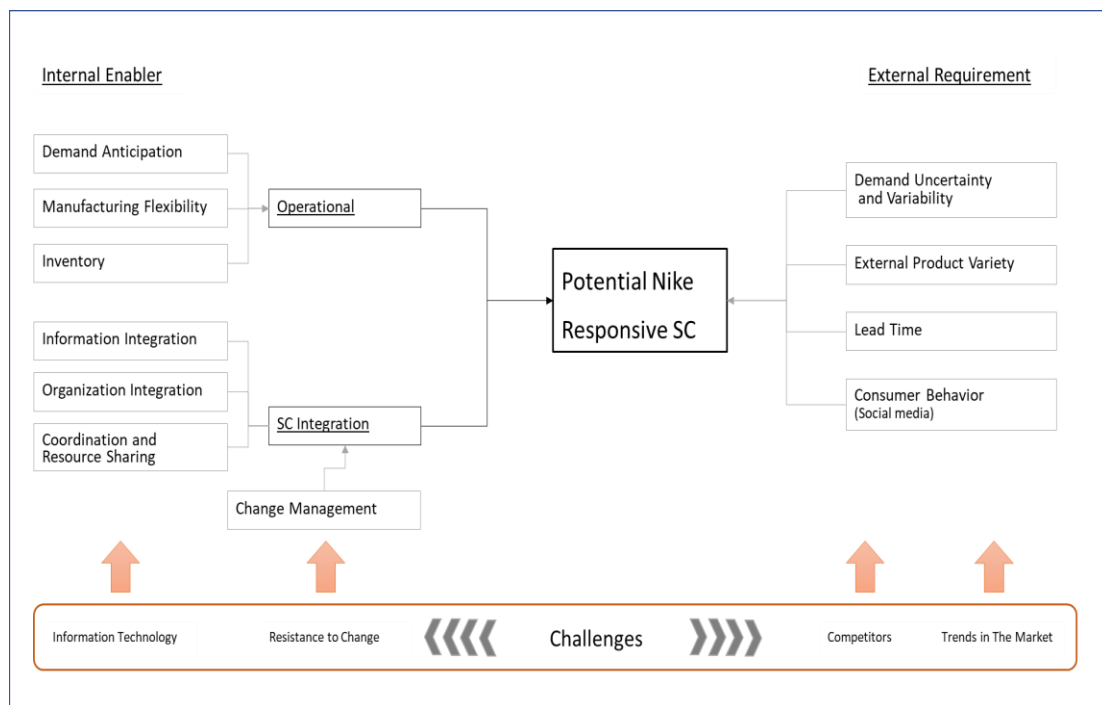 Internal Enabler
External Requirement
Demand Anticipation
Manufacturing Flexibility
Inventory
Operational
Information Integration
Organization Integration
Coordination and
Resource Sharing
SC Integration
Change Management
Potential Nike
Responsive SC
Demand Uncertainty
and Variability
External Product Variety
Lead Time
Consumer Behavior
(Social media)
Information Technology
Resistance to Change
Challenges
Competitors
Trends in The Market